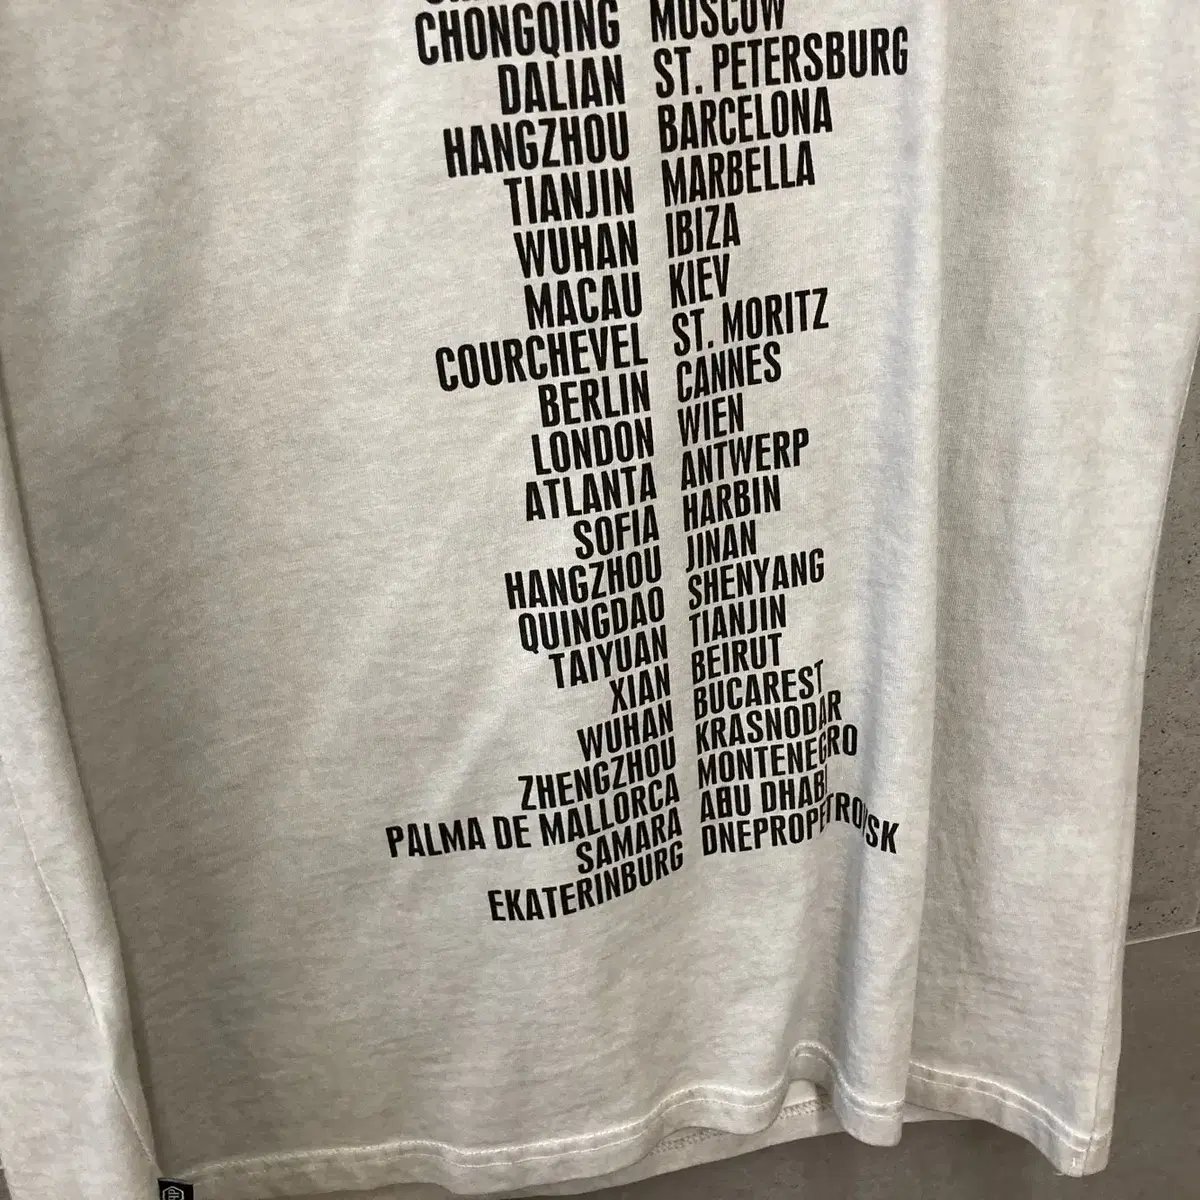 CHONGQING MOSCOW
DALIAN ST. PETERSBURG
HANGZHOU BARCELONA
TIANJIN MARBELLA
WUHAN IBIZA
MACAU KIEV
COURCHEVEL ST. MORITZ
BERLIN CANNES
LONDON WIEN
ATLANTA ANTWERP
SOFIA HARBIN
HANGZHOU JINAN
QUINGDAO SHENYANG
TAIYUAN TIANJIN
XIAN BEIRUT
WUHAN BUCAREST
ZHENGZHOU KRASNODAR
PALMA DE MALLORCA MONTENEGRO
SAMARA ABU DHABI
EKATERINBURG DNEPROPETROVSK